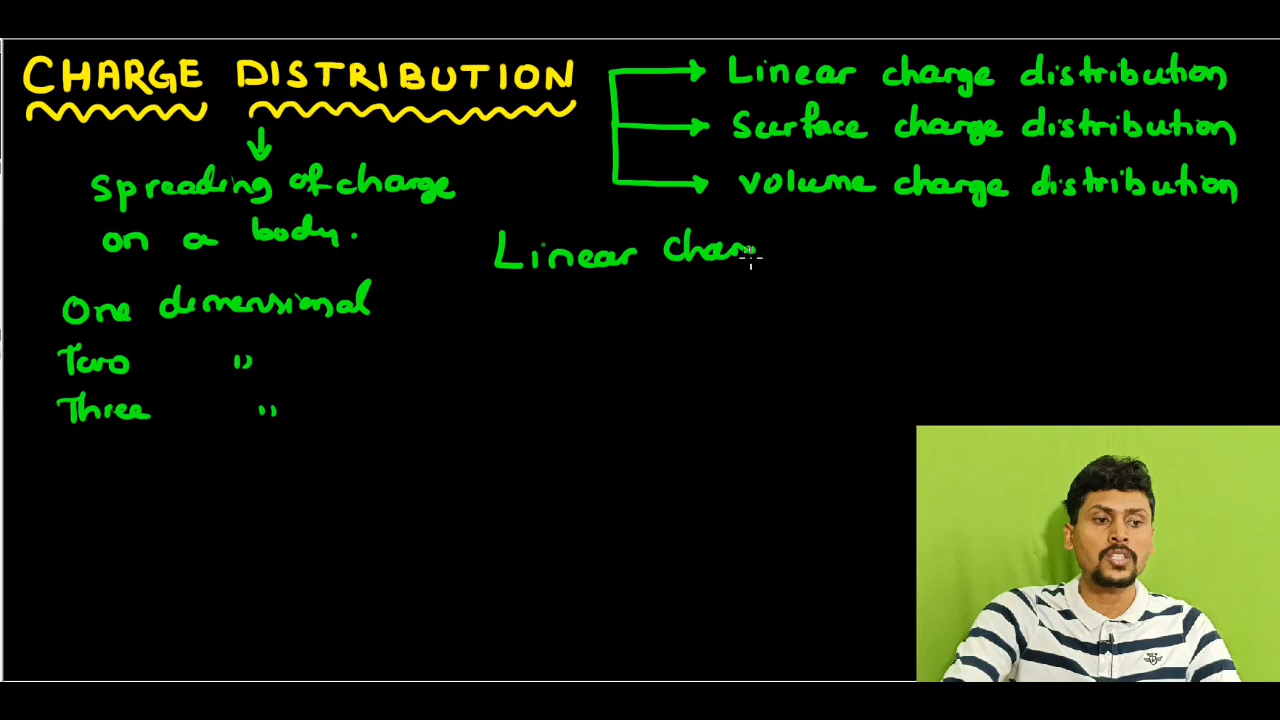 CHARGE DISTRIBUTION
Linear charge distribution
Surface charge distribution
volume charge distribution
Spreading of charge
on a body.
Linear Char
One dimensional
Two "
Three "